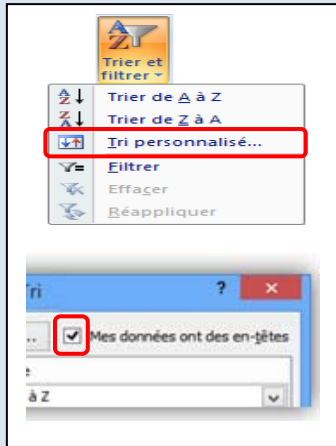 Trier et
filtrer
Trier de A à Z
Trier de Z à A
Tri personnalisé...
Filtrer
Effacer
Réappliquer
Tri
?
Mes données ont des en-têtes
à Z